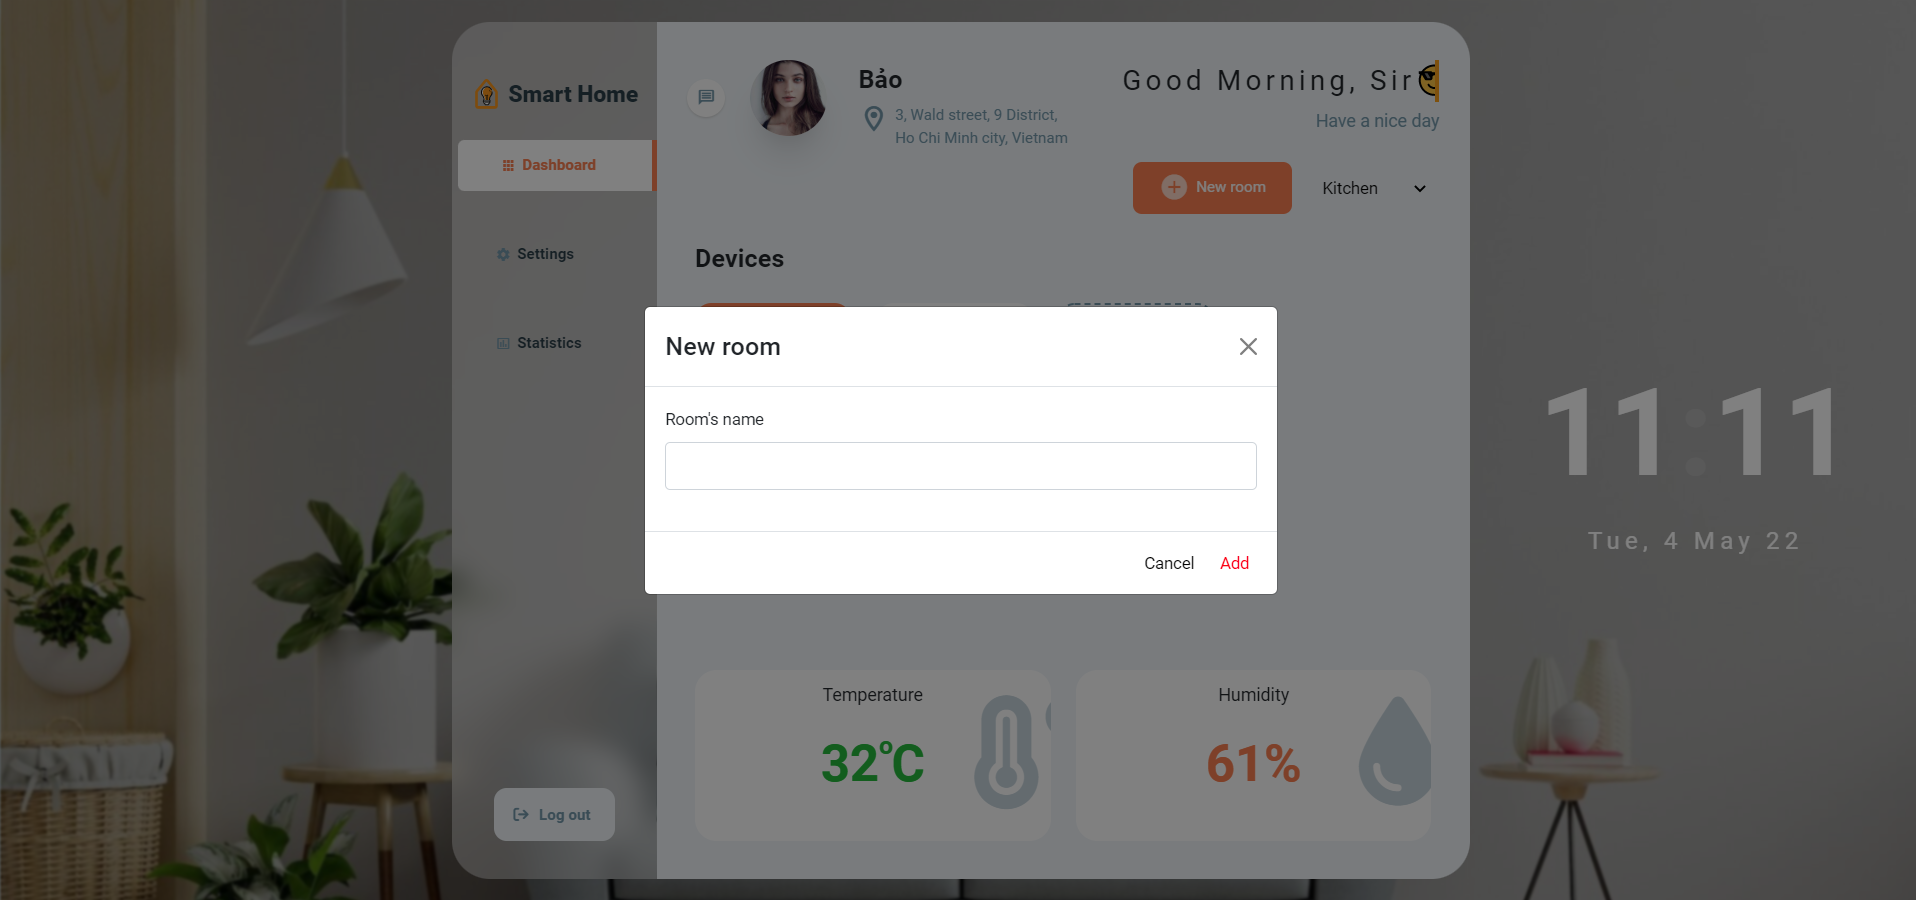 Smart Home
Dashboard
Settings
Statistics
Log out
Bảo
3, Wald street, 9 District,
Ho Chi Minh city, Vietnam
Good Morning, Sir😎
Have a nice day
New room
Kitchen
Devices
New room
Room's name
Cancel
Add
Temperature
32°C
Humidity
61%
11:11
Tue, 4 May 22